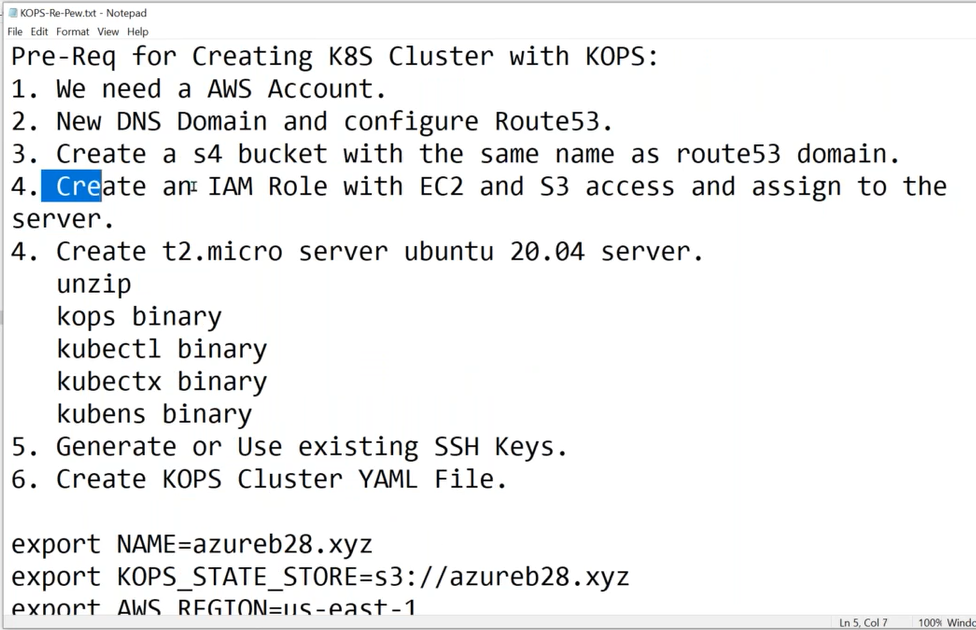 KOPS-Re-Pew.txt - Notepad
File Edit Format View Help
Pre-Req for Creating K8S Cluster with KOPS:
1. We need a AWS Account.
2. New DNS Domain and configure Route53.
3. Create a s4 bucket with the same name as route53 domain.
4. Create an IAM Role with EC2 and S3 access and assign to the
server.
4. Create t2.micro server ubuntu 20.04 server.
unzip
kops binary
kubectl binary
kubectx binary
kubens binary
5. Generate or Use existing SSH Keys.
6. Create KOPS Cluster YAML File.
export NAME=azureb28.xyz
export KOPS_STATE_STORE=s3://azureb28.xyz
export AWS_REGION=us-east-1
Ln 5, Col 7 100% Windo